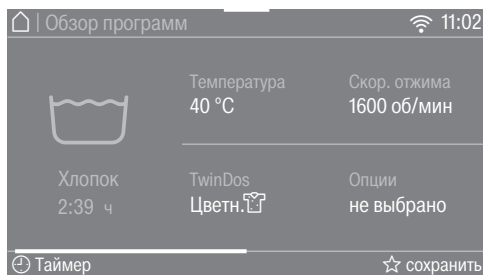 | Обзор программ
11:02
Температура
40 °C
Скор. отжима
1600 об/мин
Хлопок
2:39 ч
TwinDos
Цветн.
Опции
не выбрано
Таймер
сохранить